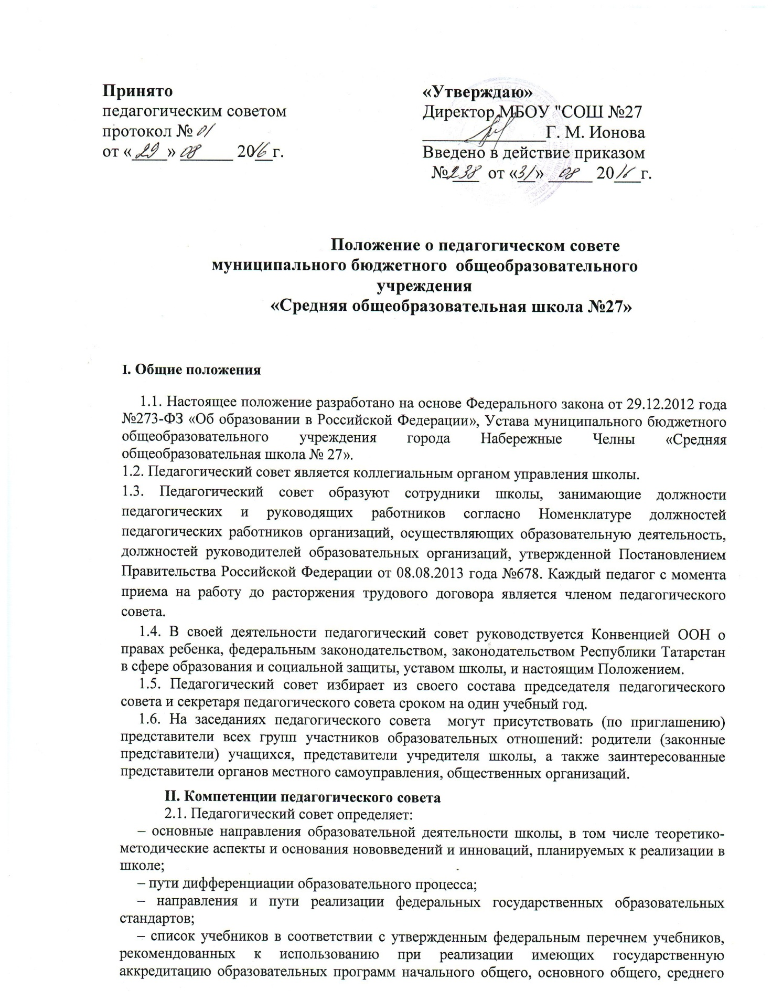 Принято
педагогическим советом
протокол № 01
от «29» 08 2016 г.
«Утверждаю»
Директор МБОУ "СОШ №27
Г. М. Ионова
Введено в действие приказом
№ 238 от «31» 08 2016 г.
Положение о педагогическом совете
муниципального бюджетного общеобразовательного
учреждения
«Средняя общеобразовательная школа №27»
I. Общие положения
1.1. Настоящее положение разработано на основе Федерального закона от 29.12.2012 года
№273-ФЗ «Об образовании в Российской Федерации», Устава муниципального бюджетного
общеобразовательного учреждения города Набережные Челны «Средняя
общеобразовательная школа № 27».
1.2. Педагогический совет является коллегиальным органом управления школы.
1.3. Педагогический совет образуют сотрудники школы, занимающие должности
педагогических и руководящих работников согласно Номенклатуре должностей
педагогических работников организаций, осуществляющих образовательную деятельность,
должностей руководителей образовательных организаций, утвержденной Постановлением
Правительства Российской Федерации от 08.08.2013 года №678. Каждый педагог с момента
приема на работу до расторжения трудового договора является членом педагогического
совета.
1.4. В своей деятельности педагогический совет руководствуется Конвенцией ООН о
правах ребенка, федеральным законодательством, законодательством Республики Татарстан
в сфере образования и социальной защиты, уставом школы, и настоящим Положением.
1.5. Педагогический совет избирает из своего состава председателя педагогического
совета и секретаря педагогического совета сроком на один учебный год.
1.6. На заседаниях педагогического совета могут присутствовать (по приглашению)
представители всех групп участников образовательных отношений: родители (законные
представители) учащихся, представители учредителя школы, а также заинтересованные
представители органов местного самоуправления, общественных организаций.
II. Компетенции педагогического совета
2.1. Педагогический совет определяет:
– основные направления образовательной деятельности школы, в том числе теоретико-
методические аспекты и основания нововведений и инноваций, планируемых к реализации в
школе;
– пути дифференциации образовательного процесса;
– направления и пути реализации федеральных государственных образовательных
стандартов;
– список учебников в соответствии с утвержденным федеральным перечнем учебников,
рекомендованных к использованию при реализации имеющих государственную
аккредитацию образовательных программ начального общего, основного общего, среднего